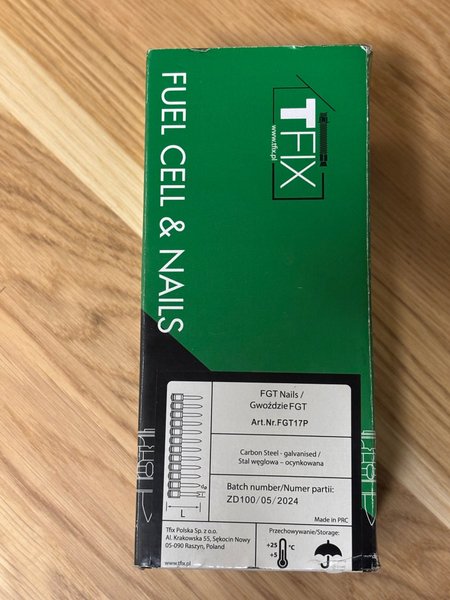 FUEL CELL & NAILS
TFIX
www.tfix.pl
FGT Nails /
Gwoździe FGT
Art.Nr.FGT17P
Carbon Steel - galvanised /
Stal węglowa – ocynkowana
Batch number/Numer partii:
ZD100/05/2024
Made in PRC
L
Tfix Polska Sp. z o.o.
Al. Krakowska 55, Sękocin Nowy
05-090 Raszyn, Poland
www.tfix.pl
Przechowywanie/Storage:
+25
+5
°C